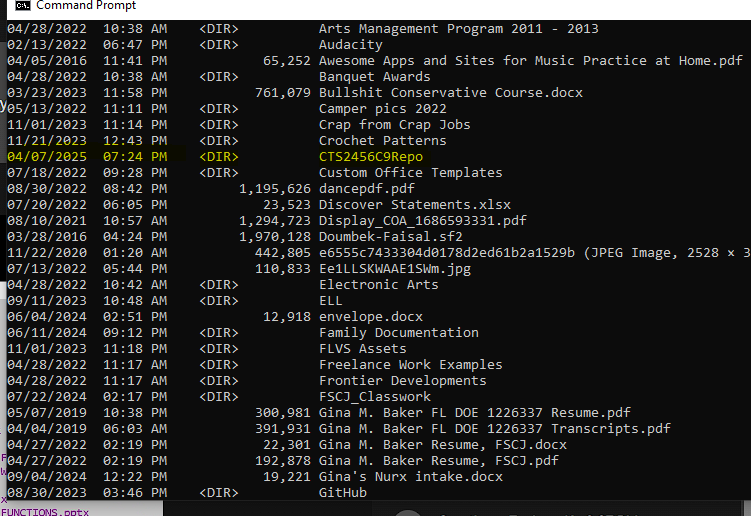 Command Prompt
04/28/2022 10:38 AM <DIR> Arts Management Program 2011 - 2013
02/13/2022 06:47 PM <DIR> Audacity
04/05/2016 11:41 PM 65,252 Awesome Apps and Sites for Music Practice at Home.pdf
04/28/2022 10:38 AM <DIR> Banquet Awards
03/23/2023 11:58 PM 761,079 Bullshit Conservative Course.docx
05/13/2022 11:11 PM <DIR> Camper pics 2022
11/01/2023 11:14 PM <DIR> Crap from Crap Jobs
11/21/2023 12:43 PM <DIR> Crochet Patterns
04/07/2025 07:24 PM <DIR> CTS2456C9Repo
07/18/2022 09:28 PM <DIR> Custom Office Templates
08/30/2022 08:42 PM 1,195,626 dancepdf.pdf
07/20/2022 06:05 PM 23,523 Discover Statements.xlsx
08/10/2021 10:57 AM 1,294,723 Display_COA_1686593331.pdf
03/28/2016 04:24 PM 1,970,128 Doumbek-Faisal.sf2
11/22/2020 01:20 AM 442,805 e6555c7433304d0178d2ed61b2a1529b (JPEG Image, 2528 × 3
07/13/2022 05:44 PM 110,833 Ee1LLSKWAAE1SWm.jpg
04/28/2022 10:42 AM <DIR> Electronic Arts
09/11/2023 10:48 AM <DIR> ELL
06/04/2024 02:51 PM 12,918 envelope.docx
06/11/2024 09:12 PM <DIR> Family Documentation
11/01/2023 11:18 PM <DIR> FLVS Assets
04/28/2022 11:17 AM <DIR> Freelance Work Examples
04/28/2022 11:17 AM <DIR> Frontier Developments
07/22/2024 02:17 PM <DIR> FSCJ_Classwork
05/07/2019 10:38 PM 300,981 Gina M. Baker FL DOE 1226337 Resume.pdf
04/04/2019 06:03 AM 391,931 Gina M. Baker FL DOE 1226337 Transcripts.pdf
04/27/2022 02:19 PM 22,301 Gina M. Baker Resume, FSCJ.docx
04/27/2022 02:19 PM 192,878 Gina M. Baker Resume, FSCJ.pdf
09/04/2024 12:22 PM 19,221 Gina's Nurx intake.docx
08/30/2023 03:46 PM <DIR> GitHub
FUNCTIONS.pptx